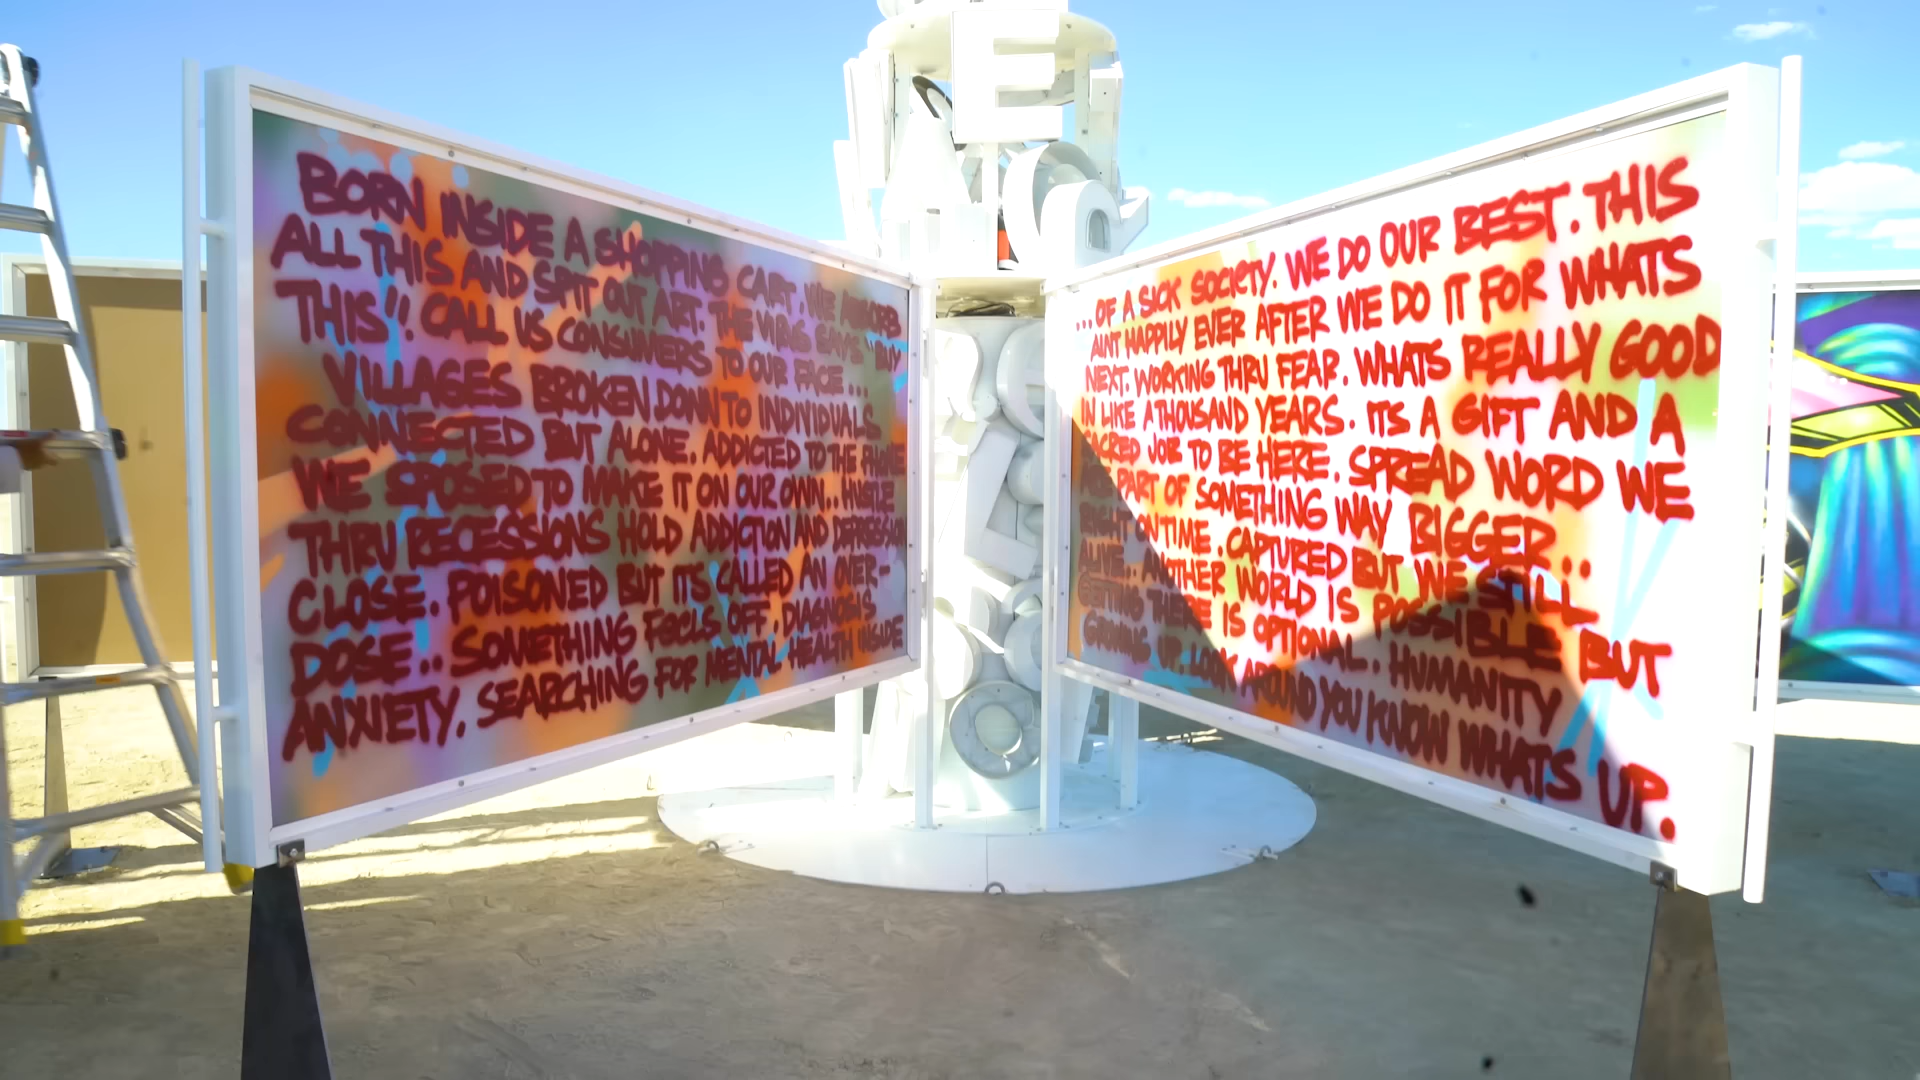 BORN INSIDE A SHOPPING CART. WE ABSORB
ALL THIS AND SPIT OUT ART. THE VIRUS SAYS "BUY
THIS". CALL US CONSUMERS TO OUR FACE...
VILLAGES BROKEN DOWN TO INDIVIDUALS
CONNECTED BUT ALONE. ADDICTED TO THE PHONE
WE SPOSED TO MAKE IT ON OUR OWN.. HUSTLE
THRU RECESSIONS HOLD ADDICTION AND DEPRESSION
CLOSE. POISONED BUT ITS CALLED AN OVER-
DOSE.. SOMETHING FEELS OFF. DIAGNOSIS
ANXIETY. SEARCHING FOR MENTAL HEALTH INSIDE
...OF A SICK SOCIETY. WE DO OUR BEST. THIS
AINT HAPPILY EVER AFTER WE DO IT FOR WHATS
NEXT. WORKING THRU FEAR. WHATS REALLY GOOD
IN LIKE A THOUSAND YEARS. ITS A GIFT AND A
SACRED JOB TO BE HERE. SPREAD WORD WE
PART OF SOMETHING WAY BIGGER..
RIGHT ON TIME. CAPTURED BUT WE STILL
ALIVE.. ANOTHER WORLD IS POSSIBLE BUT
GETTING THERE IS OPTIONAL. HUMANITY
GROWING UP. LOOK AROUND YOU KNOW WHATS UP.
E